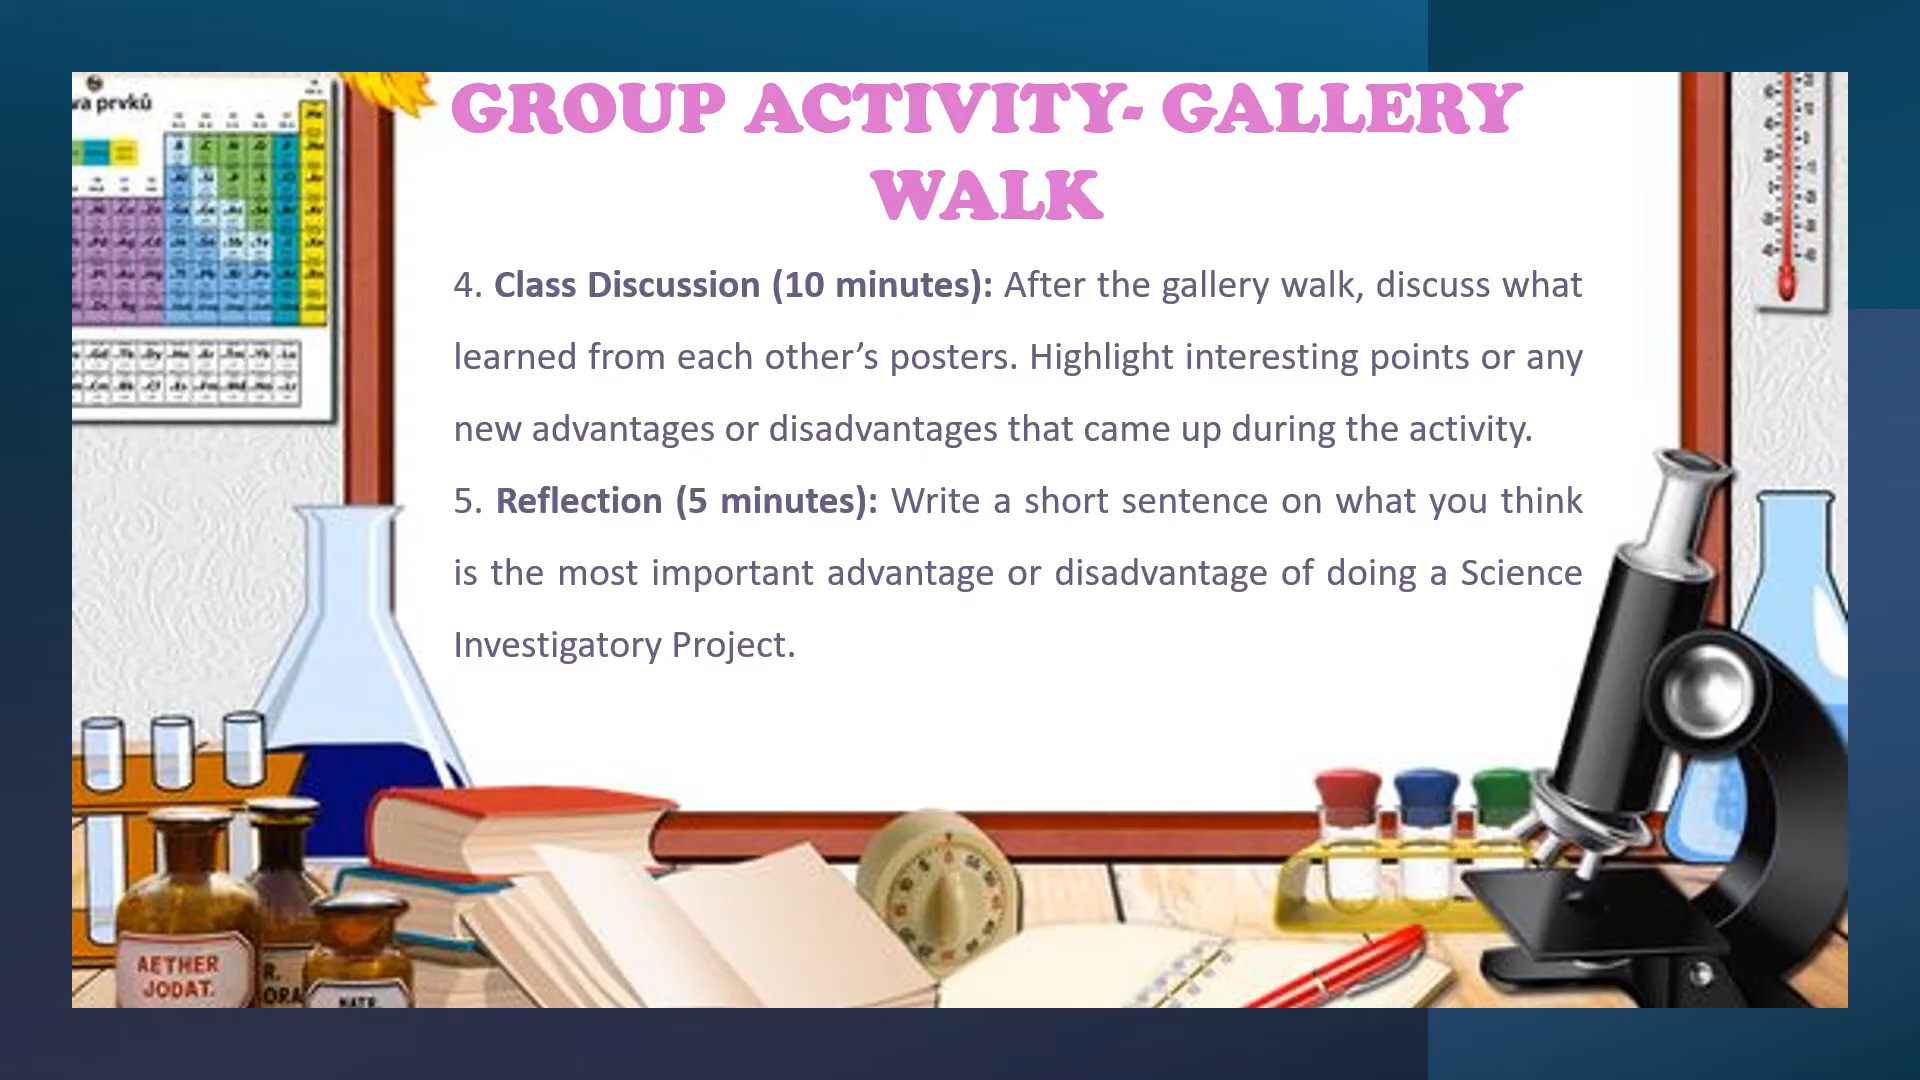 va prvků
GROUP ACTIVITY- GALLERY
WALK
4. Class Discussion (10 minutes): After the gallery walk, discuss what
learned from each other’s posters. Highlight interesting points or any
new advantages or disadvantages that came up during the activity.
5. Reflection (5 minutes): Write a short sentence on what you think
is the most important advantage or disadvantage of doing a Science
Investigatory Project.
AETHER
JODAT.
R.
ORA
NATR.